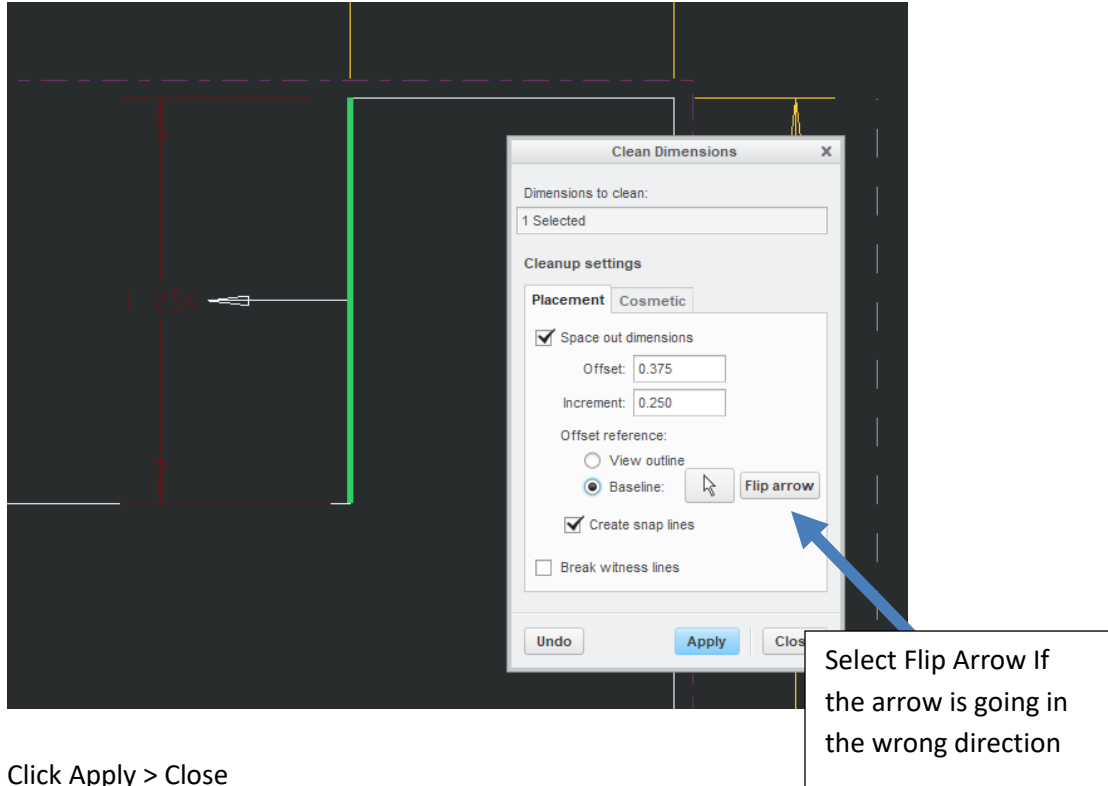 Clean Dimensions X
Dimensions to clean:
1 Selected
Cleanup settings
Placement Cosmetic
Space out dimensions
Offset: 0.375
Increment: 0.250
Offset reference:
View outline
Baseline: Flip arrow
Create snap lines
Break witness lines
Undo Apply
Select Flip Arrow If
the arrow is going in
the wrong direction
Click Apply > Close